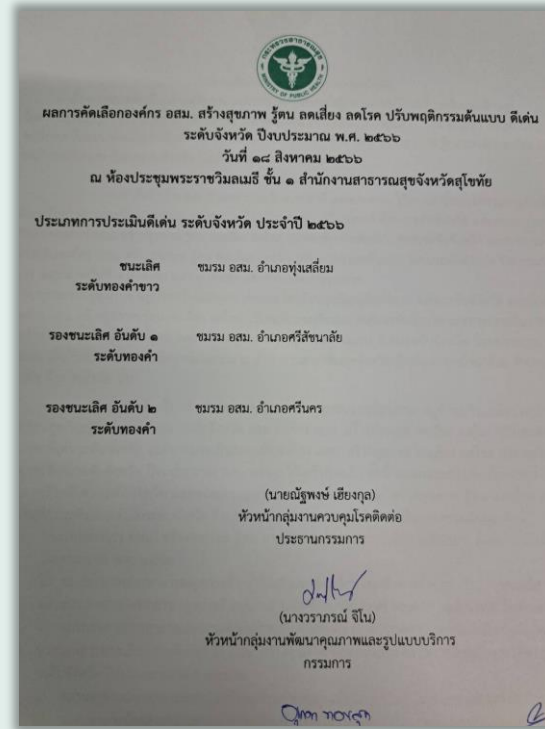 กระทรวงสาธารณสุข
MINISTRY OF PUBLIC HEALTH
ผลการคัดเลือกองค์กร อสม. สร้างสุขภาพ รู้ตน ลดเสี่ยง ลดโรค ปรับพฤติกรรมต้นแบบ ดีเด่น
ระดับจังหวัด ปีงบประมาณ พ.ศ. ๒๕๖๖
วันที่ ๑๘ สิงหาคม ๒๕๖๖
ณ ห้องประชุมพระราชวิมลเมธี ชั้น ๑ สำนักงานสาธารณสุขจังหวัดสุโขทัย
ประเภทการประเมินดีเด่น ระดับจังหวัด ประจำปี ๒๕๖๖
ชนะเลิศ ชมรม อสม. อำเภอทุ่งเสลี่ยม
ระดับทองคำขาว
รองชนะเลิศ อันดับ ๑ ชมรม อสม. อำเภอศรีสัชนาลัย
ระดับทองคำ
รองชนะเลิศ อันดับ ๒ ชมรม อสม. อำเภอศรีนคร
ระดับทองคำ
(นายณัฐพงษ์ เฮียงกุล)
หัวหน้ากลุ่มงานควบคุมโรคติดต่อ
ประธานกรรมการ
(นางวราภรณ์ จิโน)
หัวหน้ากลุ่มงานพัฒนาคุณภาพและรูปแบบบริการ
กรรมการ